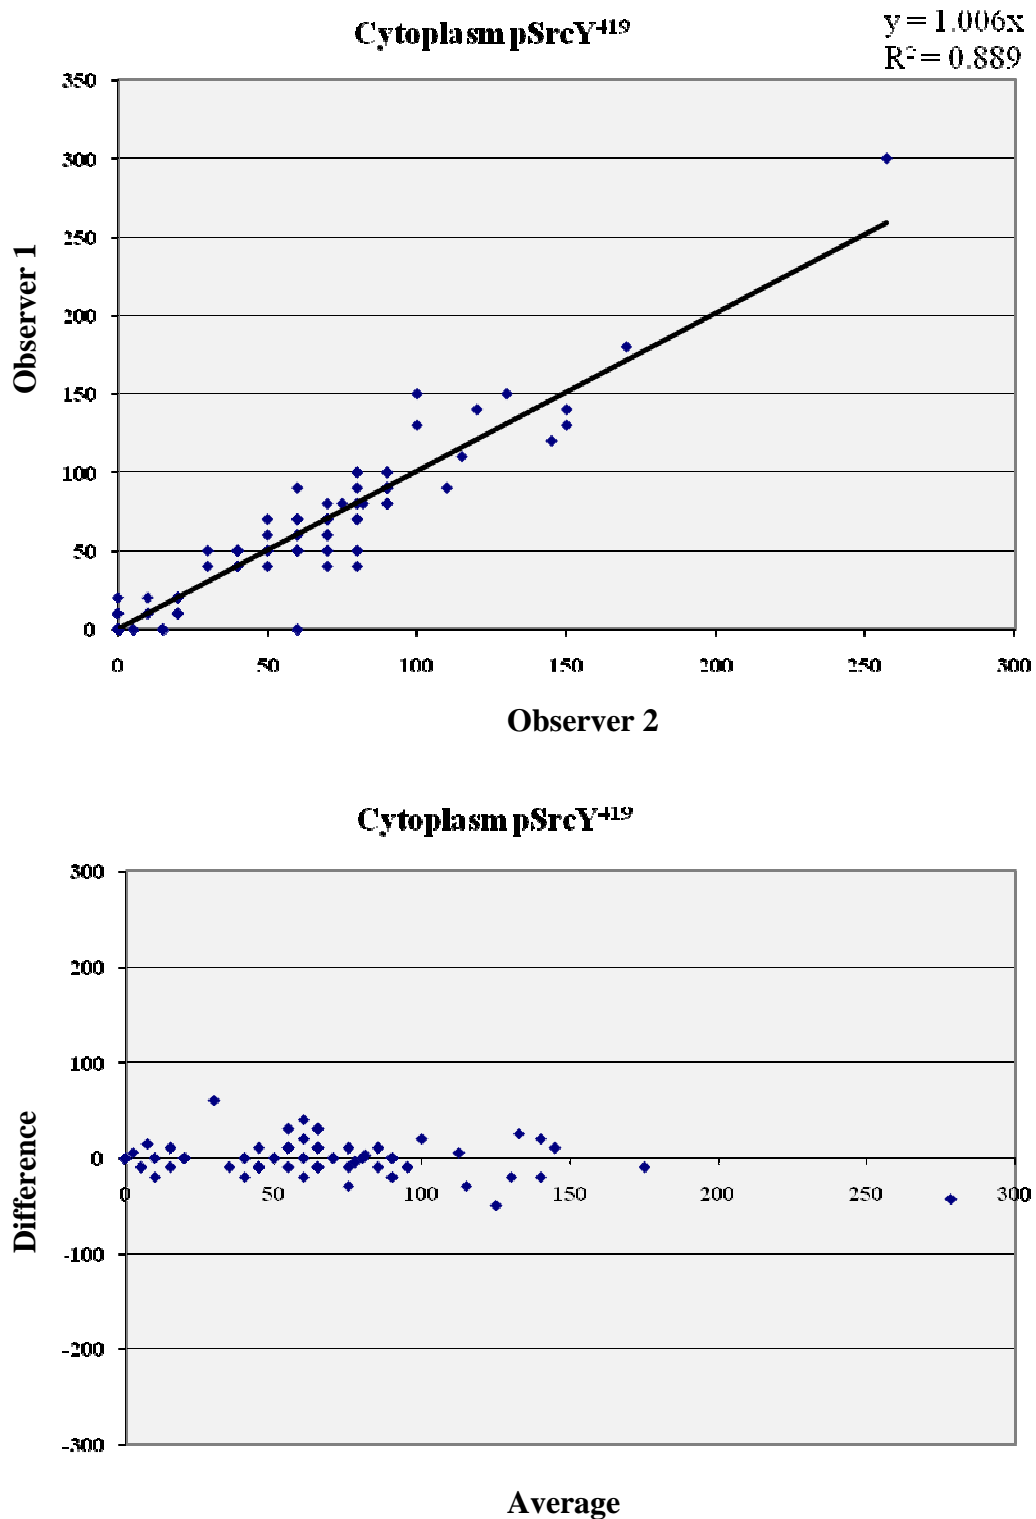 Cytoplasm pSrcY⁴¹⁹
y = 1.006x
R² = 0.889
350
300
250
200
150
100
50
0
Observer 1
0 50 100 150 200 250 300
Observer 2
Cytoplasm pSrcY⁴¹⁹
300
200
100
0
-100
-200
-300
Difference
0 50 100 150 200 250 300
Average